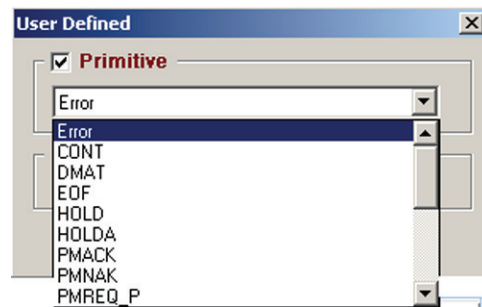 User Defined
Primitive
Error
Error
CONT
DMAT
EOF
HOLD
HOLDA
PMACK
PMNAK
PMREQ_P